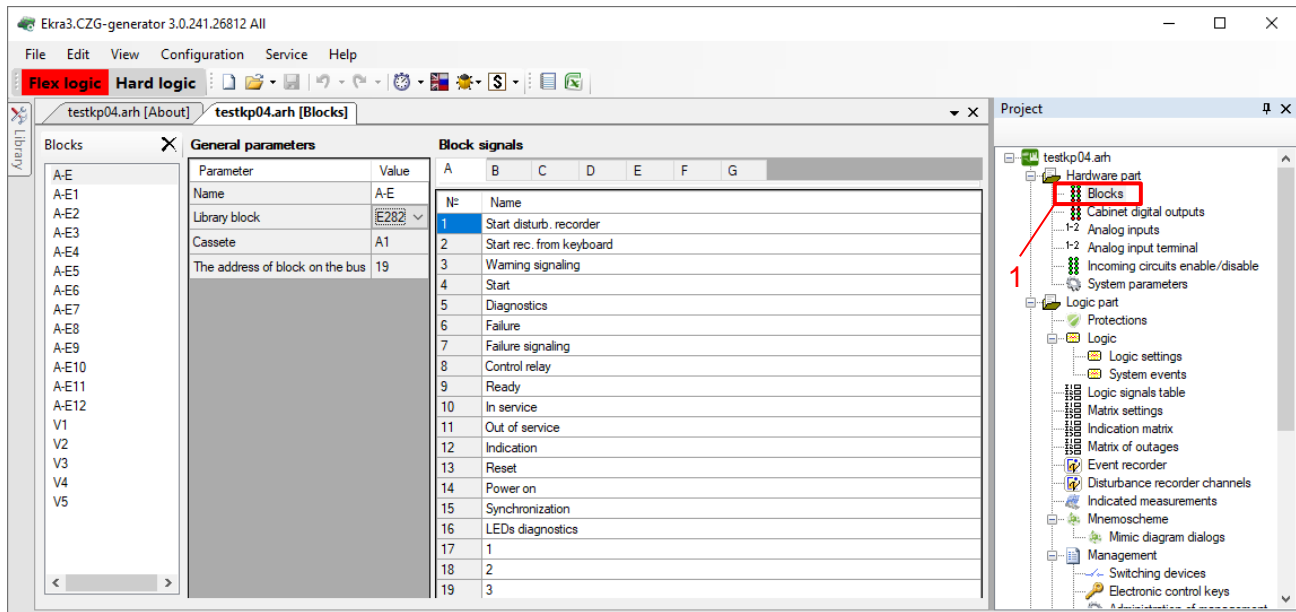 Ekra3.CZG-generator 3.0.241.26812 All
File Edit View Configuration Service Help
Flex logic Hard logic S
Library
testkp04.arh [About] testkp04.arh [Blocks]
Blocks
A-E
A-E1
A-E2
A-E3
A-E4
A-E5
A-E6
A-E7
A-E8
A-E9
A-E10
A-E11
A-E12
V1
V2
V3
V4
V5
General parameters
Parameter Value
Name A-E
Library block E282
Cassete A1
The address of block on the bus 19
Block signals
A B C D E F G
№ Name
1 Start disturb. recorder
2 Start rec. from keyboard
3 Warning signaling
4 Start
5 Diagnostics
6 Failure
7 Failure signaling
8 Control relay
9 Ready
10 In service
11 Out of service
12 Indication
13 Reset
14 Power on
15 Synchronization
16 LEDs diagnostics
17 1
18 2
19 3
Project
testkp04.arh
Hardware part
Blocks
Cabinet digital outputs
1-2 Analog inputs
1-2 Analog input terminal
Incoming circuits enable/disable
System parameters
Logic part
Protections
Logic
Logic settings
System events
Logic signals table
Matrix settings
Indication matrix
Matrix of outages
Event recorder
Disturbance recorder channels
Indicated measurements
Mnemoscheme
Mimic diagram dialogs
Management
Switching devices
Electronic control keys
Administration of management
1